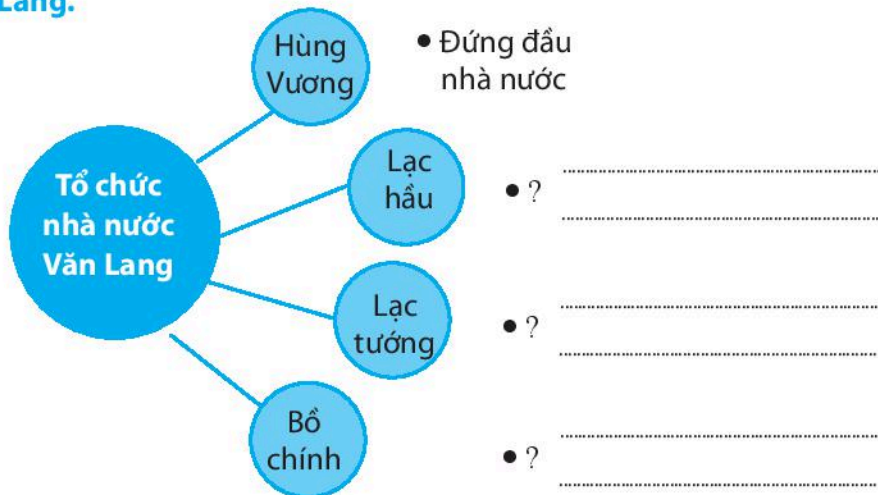 Lang.
Hùng
Vương
• Đứng đầu
nhà nước
Lạc
hầu
• ?
Tổ chức
nhà nước
Văn Lang
Lạc
tướng
• ?
Bồ
chính
• ?